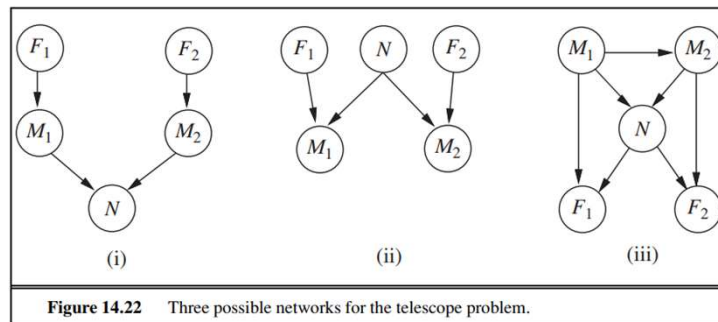 F1 F2 F1 N F2 M1 M2
M1 M2 M1 M2 N
N F1 F2
(i) (ii) (iii)
Figure 14.22 Three possible networks for the telescope problem.